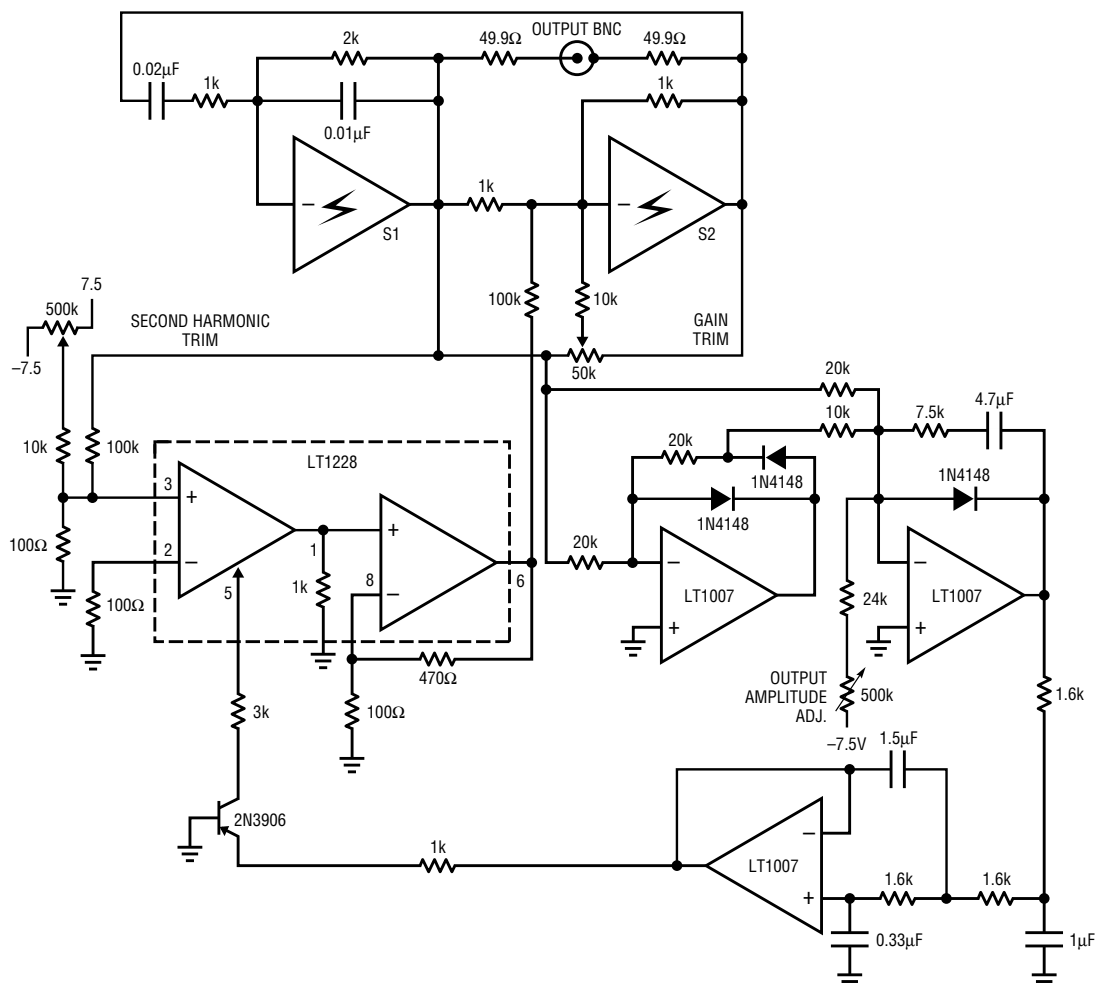 OUTPUT BNC
2k
49.9Ω
49.9Ω
0.02µF
1k
1k
0.01µF
1k
–
S1
–
S2
7.5
500k
–7.5
SECOND HARMONIC
TRIM
100k
10k
GAIN
TRIM
50k
20k
4.7µF
10k
7.5k
10k
100k
LT1228
20k
1N4148
1N4148
1N4148
3
+
2
–
1
+
8
–
6
5
1k
100Ω
100Ω
20k
–
LT1007
+
–
LT1007
+
24k
470Ω
100Ω
OUTPUT
AMPLITUDE
ADJ.
500k
–7.5V
1.6k
3k
1.5µF
2N3906
1k
–
LT1007
+
1.6k
1.6k
0.33µF
1µF